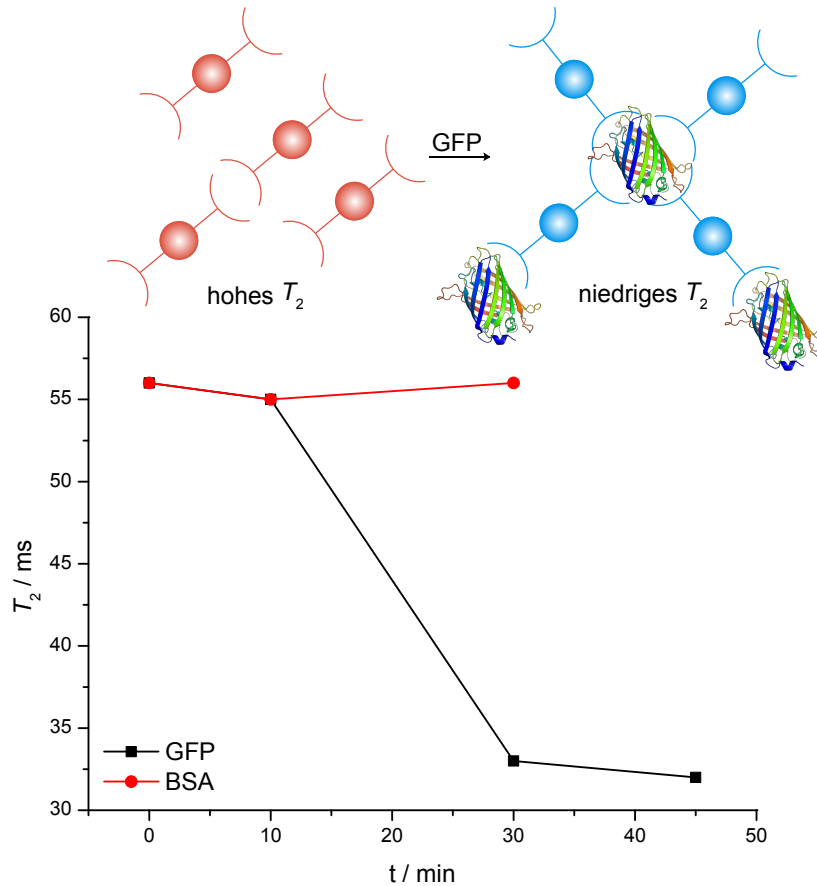 GFP
hohes T₂
niedriges T₂
60
55
50
45
40
35
30
T₂ / ms
GFP
BSA
0
10
20
30
40
50
t / min